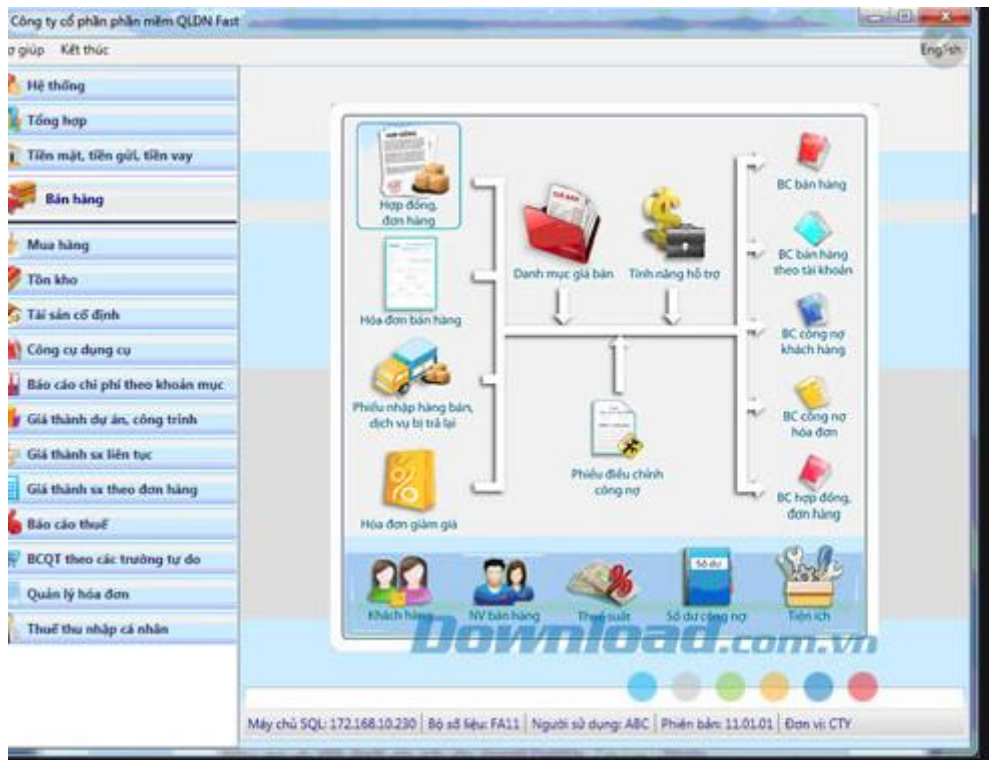 Công ty cổ phần phần mềm QLDN Fast
ợ giúp Kết thúc
English
Hệ thống
Tổng hợp
Tiền mặt, tiền gửi, tiền vay
Bán hàng
Mua hàng
Tồn kho
Tài sản cố định
Công cụ dụng cụ
Báo cáo chi phí theo khoản mục
Giá thành dự án, công trình
Giá thành sx liên tục
Giá thành sx theo đơn hàng
Báo cáo thuế
BCQT theo các trường tự do
Quản lý hóa đơn
Thuế thu nhập cá nhân
HỢP ĐỒNG
Hợp đồng,
đơn hàng
Hóa đơn bán hàng
Phiếu nhập hàng bán,
dịch vụ bị trả lại
Hóa đơn giảm giá
GIÁ BÁN
Danh mục giá bán
Tính năng hỗ trợ
Phiếu điều chỉnh
công nợ
BC bán hàng
BC bán hàng
theo tài khoản
BC công nợ
khách hàng
BC công nợ
hóa đơn
BC hợp đồng,
đơn hàng
Khách hàng
NV bán hàng
Thuế suất
Số dư
Số dư công nợ
Tiện ích
Download.com.vn
Máy chủ SQL: 172.168.10.230 Bộ số liệu: FA11 Người sử dụng: ABC Phiên bản: 11.01.01 Đơn vị: CTY